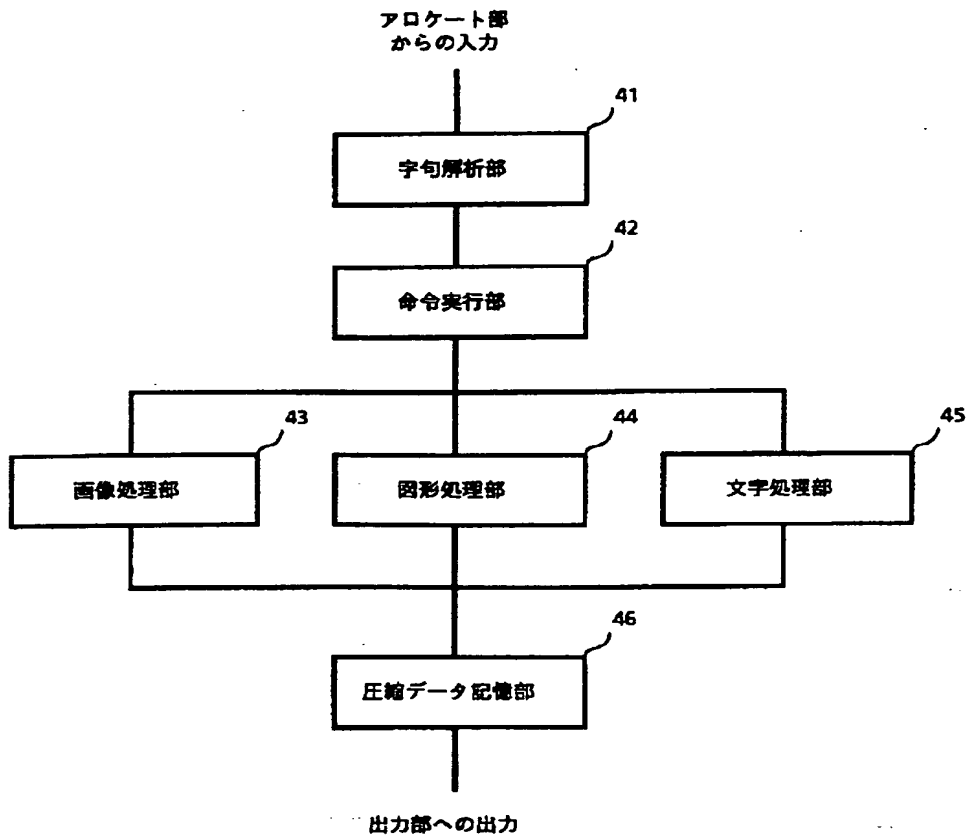 アロケート部
からの入力
41
字句解析部
42
命令実行部
43
44
45
画像処理部
図形処理部
文字処理部
46
圧縮データ記憶部
出力部への出力